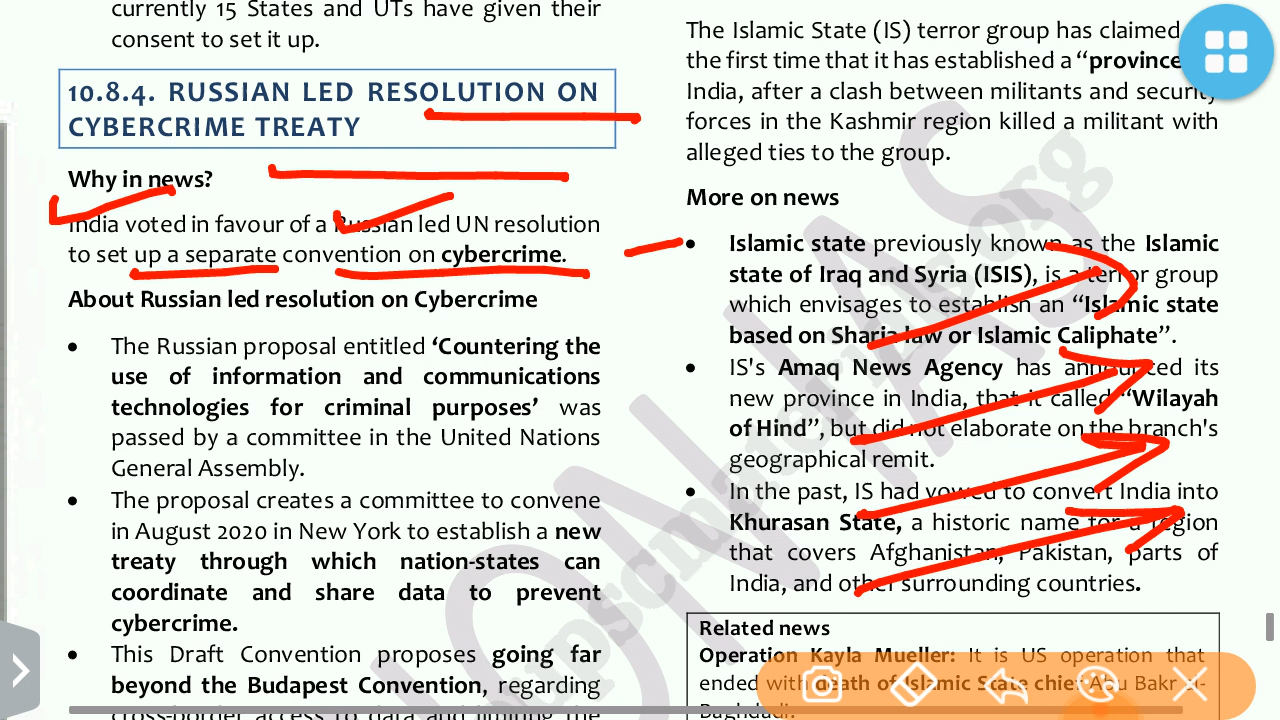 currently 15 States and UTs have given their
consent to set it up.
10.8.4. RUSSIAN LED RESOLUTION ON
CYBERCRIME TREATY
Why in news?
India voted in favour of a Russian led UN resolution
to set up a separate convention on cybercrime.
About Russian led resolution on Cybercrime
• The Russian proposal entitled ‘Countering the
use of information and communications
technologies for criminal purposes’ was
passed by a committee in the United Nations
General Assembly.
• The proposal creates a committee to convene
in August 2020 in New York to establish a new
treaty through which nation-states can
coordinate and share data to prevent
cybercrime.
• This Draft Convention proposes going far
beyond the Budapest Convention, regarding
cross-border access to data and limiting the
The Islamic State (IS) terror group has claimed
the first time that it has established a “province
India, after a clash between militants and security
forces in the Kashmir region killed a militant with
alleged ties to the group.
More on news
• Islamic state previously known as the Islamic
state of Iraq and Syria (ISIS), is a terror group
which envisages to establish an “Islamic state
based on Sharia law or Islamic Caliphate”.
• IS's Amaq News Agency has announced its
new province in India, that it called “Wilayah
of Hind”, but did not elaborate on the branch's
geographical remit.
• In the past, IS had vowed to convert India into
Khurasan State, a historic name for a region
that covers Afghanistan, Pakistan, parts of
India, and other surrounding countries.
Related news
Operation Kayla Mueller: It is US operation that
ended with death of Islamic State chief Abu Bakr al-
Baghdadi.